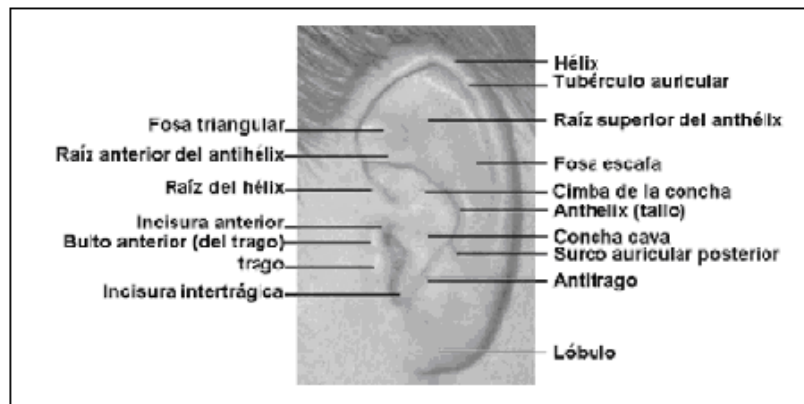 Hélix
Tubérculo auricular
Fosa triangular
Raíz superior del anthélix
Raíz anterior del antihélix
Fosa escafa
Raíz del hélix
Cimba de la concha
Anthelix (tallo)
Incisura anterior
Bulto anterior (del trago)
Concha cava
Surco auricular posterior
trago
Antitrago
Incisura intertrágica
Lóbulo